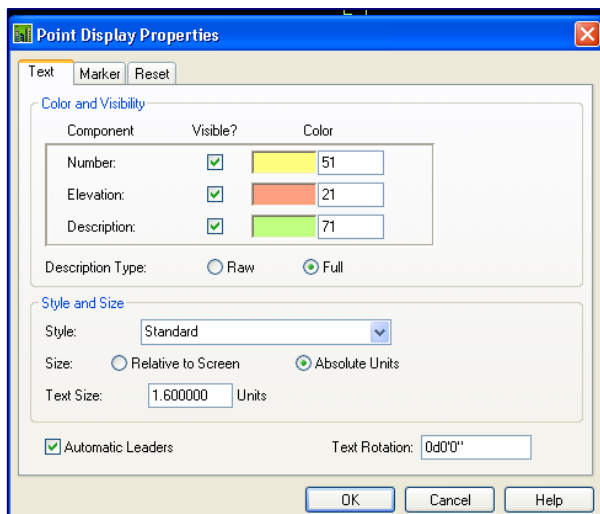 Point Display Properties
Text Marker Reset
Color and Visibility
Component Visible? Color
Number: 51
Elevation: 21
Description: 71
Description Type: Raw Full
Style and Size
Style: Standard
Size: Relative to Screen Absolute Units
Text Size: 1.600000 Units
Automatic Leaders Text Rotation: 0d0'0"
OK Cancel Help